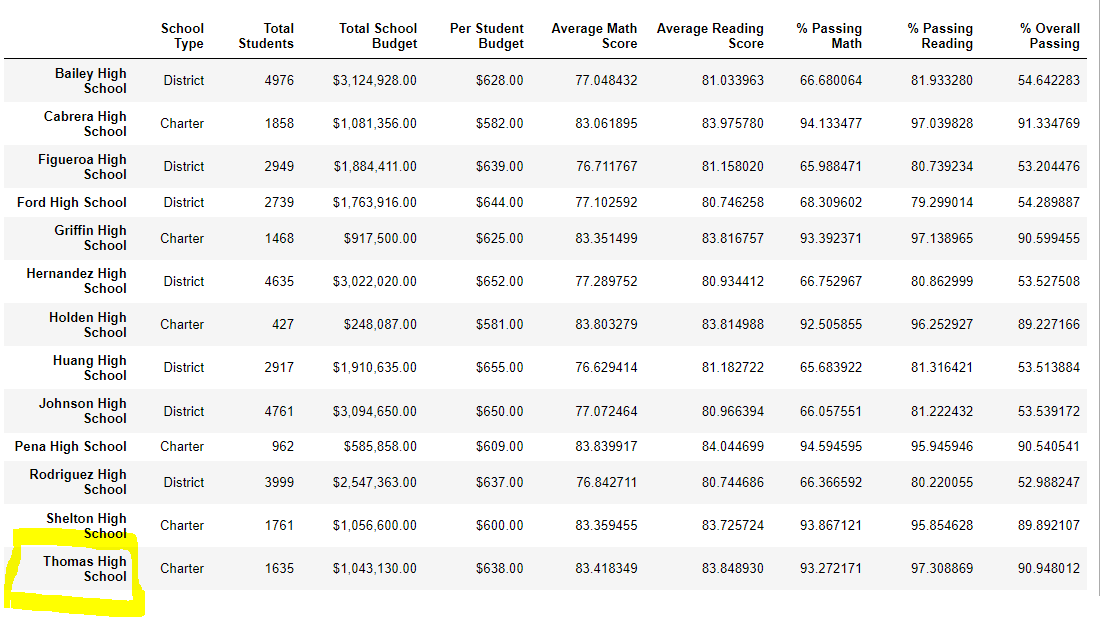 School Type Total Students Total School Budget Per Student Budget Average Math Score Average Reading Score % Passing Math % Passing Reading % Overall Passing
Bailey High School District 4976 $3,124,928.00 $628.00 77.048432 81.033963 66.680064 81.933280 54.642283
Cabrera High School Charter 1858 $1,081,356.00 $582.00 83.061895 83.975780 94.133477 97.039828 91.334769
Figueroa High School District 2949 $1,884,411.00 $639.00 76.711767 81.158020 65.988471 80.739234 53.204476
Ford High School District 2739 $1,763,916.00 $644.00 77.102592 80.746258 68.309602 79.299014 54.289887
Griffin High School Charter 1468 $917,500.00 $625.00 83.351499 83.816757 93.392371 97.138965 90.599455
Hernandez High School District 4635 $3,022,020.00 $652.00 77.289752 80.934412 66.752967 80.862999 53.527508
Holden High School Charter 427 $248,087.00 $581.00 83.803279 83.814988 92.505855 96.252927 89.227166
Huang High School District 2917 $1,910,635.00 $655.00 76.629414 81.182722 65.683922 81.316421 53.513884
Johnson High School District 4761 $3,094,650.00 $650.00 77.072464 80.966394 66.057551 81.222432 53.539172
Pena High School Charter 962 $585,858.00 $609.00 83.839917 84.044699 94.594595 95.945946 90.540541
Rodriguez High School District 3999 $2,547,363.00 $637.00 76.842711 80.744686 66.366592 80.220055 52.988247
Shelton High School Charter 1761 $1,056,600.00 $600.00 83.359455 83.725724 93.867121 95.854628 89.892107
Thomas High School Charter 1635 $1,043,130.00 $638.00 83.418349 83.848930 93.272171 97.308869 90.948012